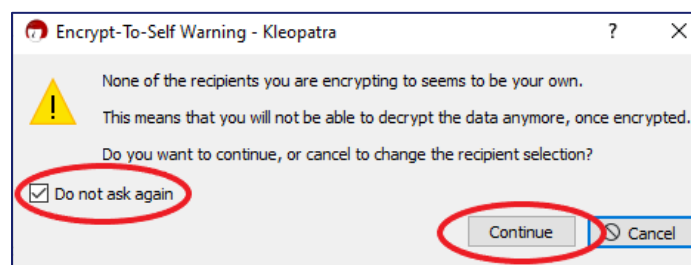 Encrypt-To-Self Warning - Kleopatra ? X
None of the recipients you are encrypting to seems to be your own.
This means that you will not be able to decrypt the data anymore, once encrypted.
Do you want to continue, or cancel to change the recipient selection?
Do not ask again
Continue Cancel